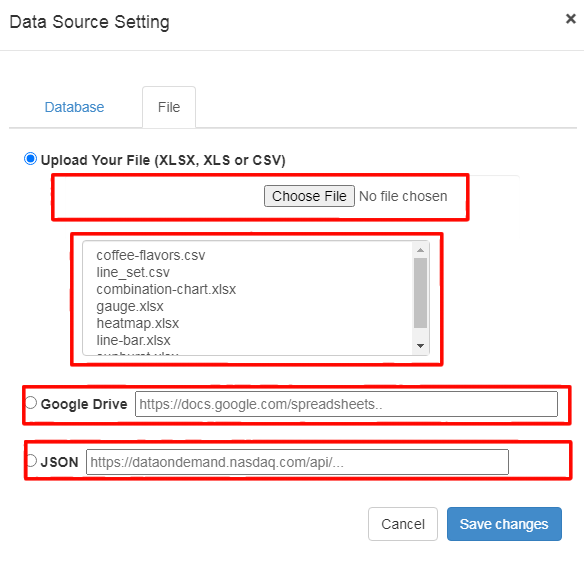 Data Source Setting ×
Database File
Upload Your File (XLSX, XLS or CSV)
Choose File No file chosen
coffee-flavors.csv
line_set.csv
combination-chart.xlsx
gauge.xlsx
heatmap.xlsx
line-bar.xlsx
Google Drive https://docs.google.com/spreadsheets..
JSON https://dataondemand.nasdaq.com/api/...
Cancel Save changes